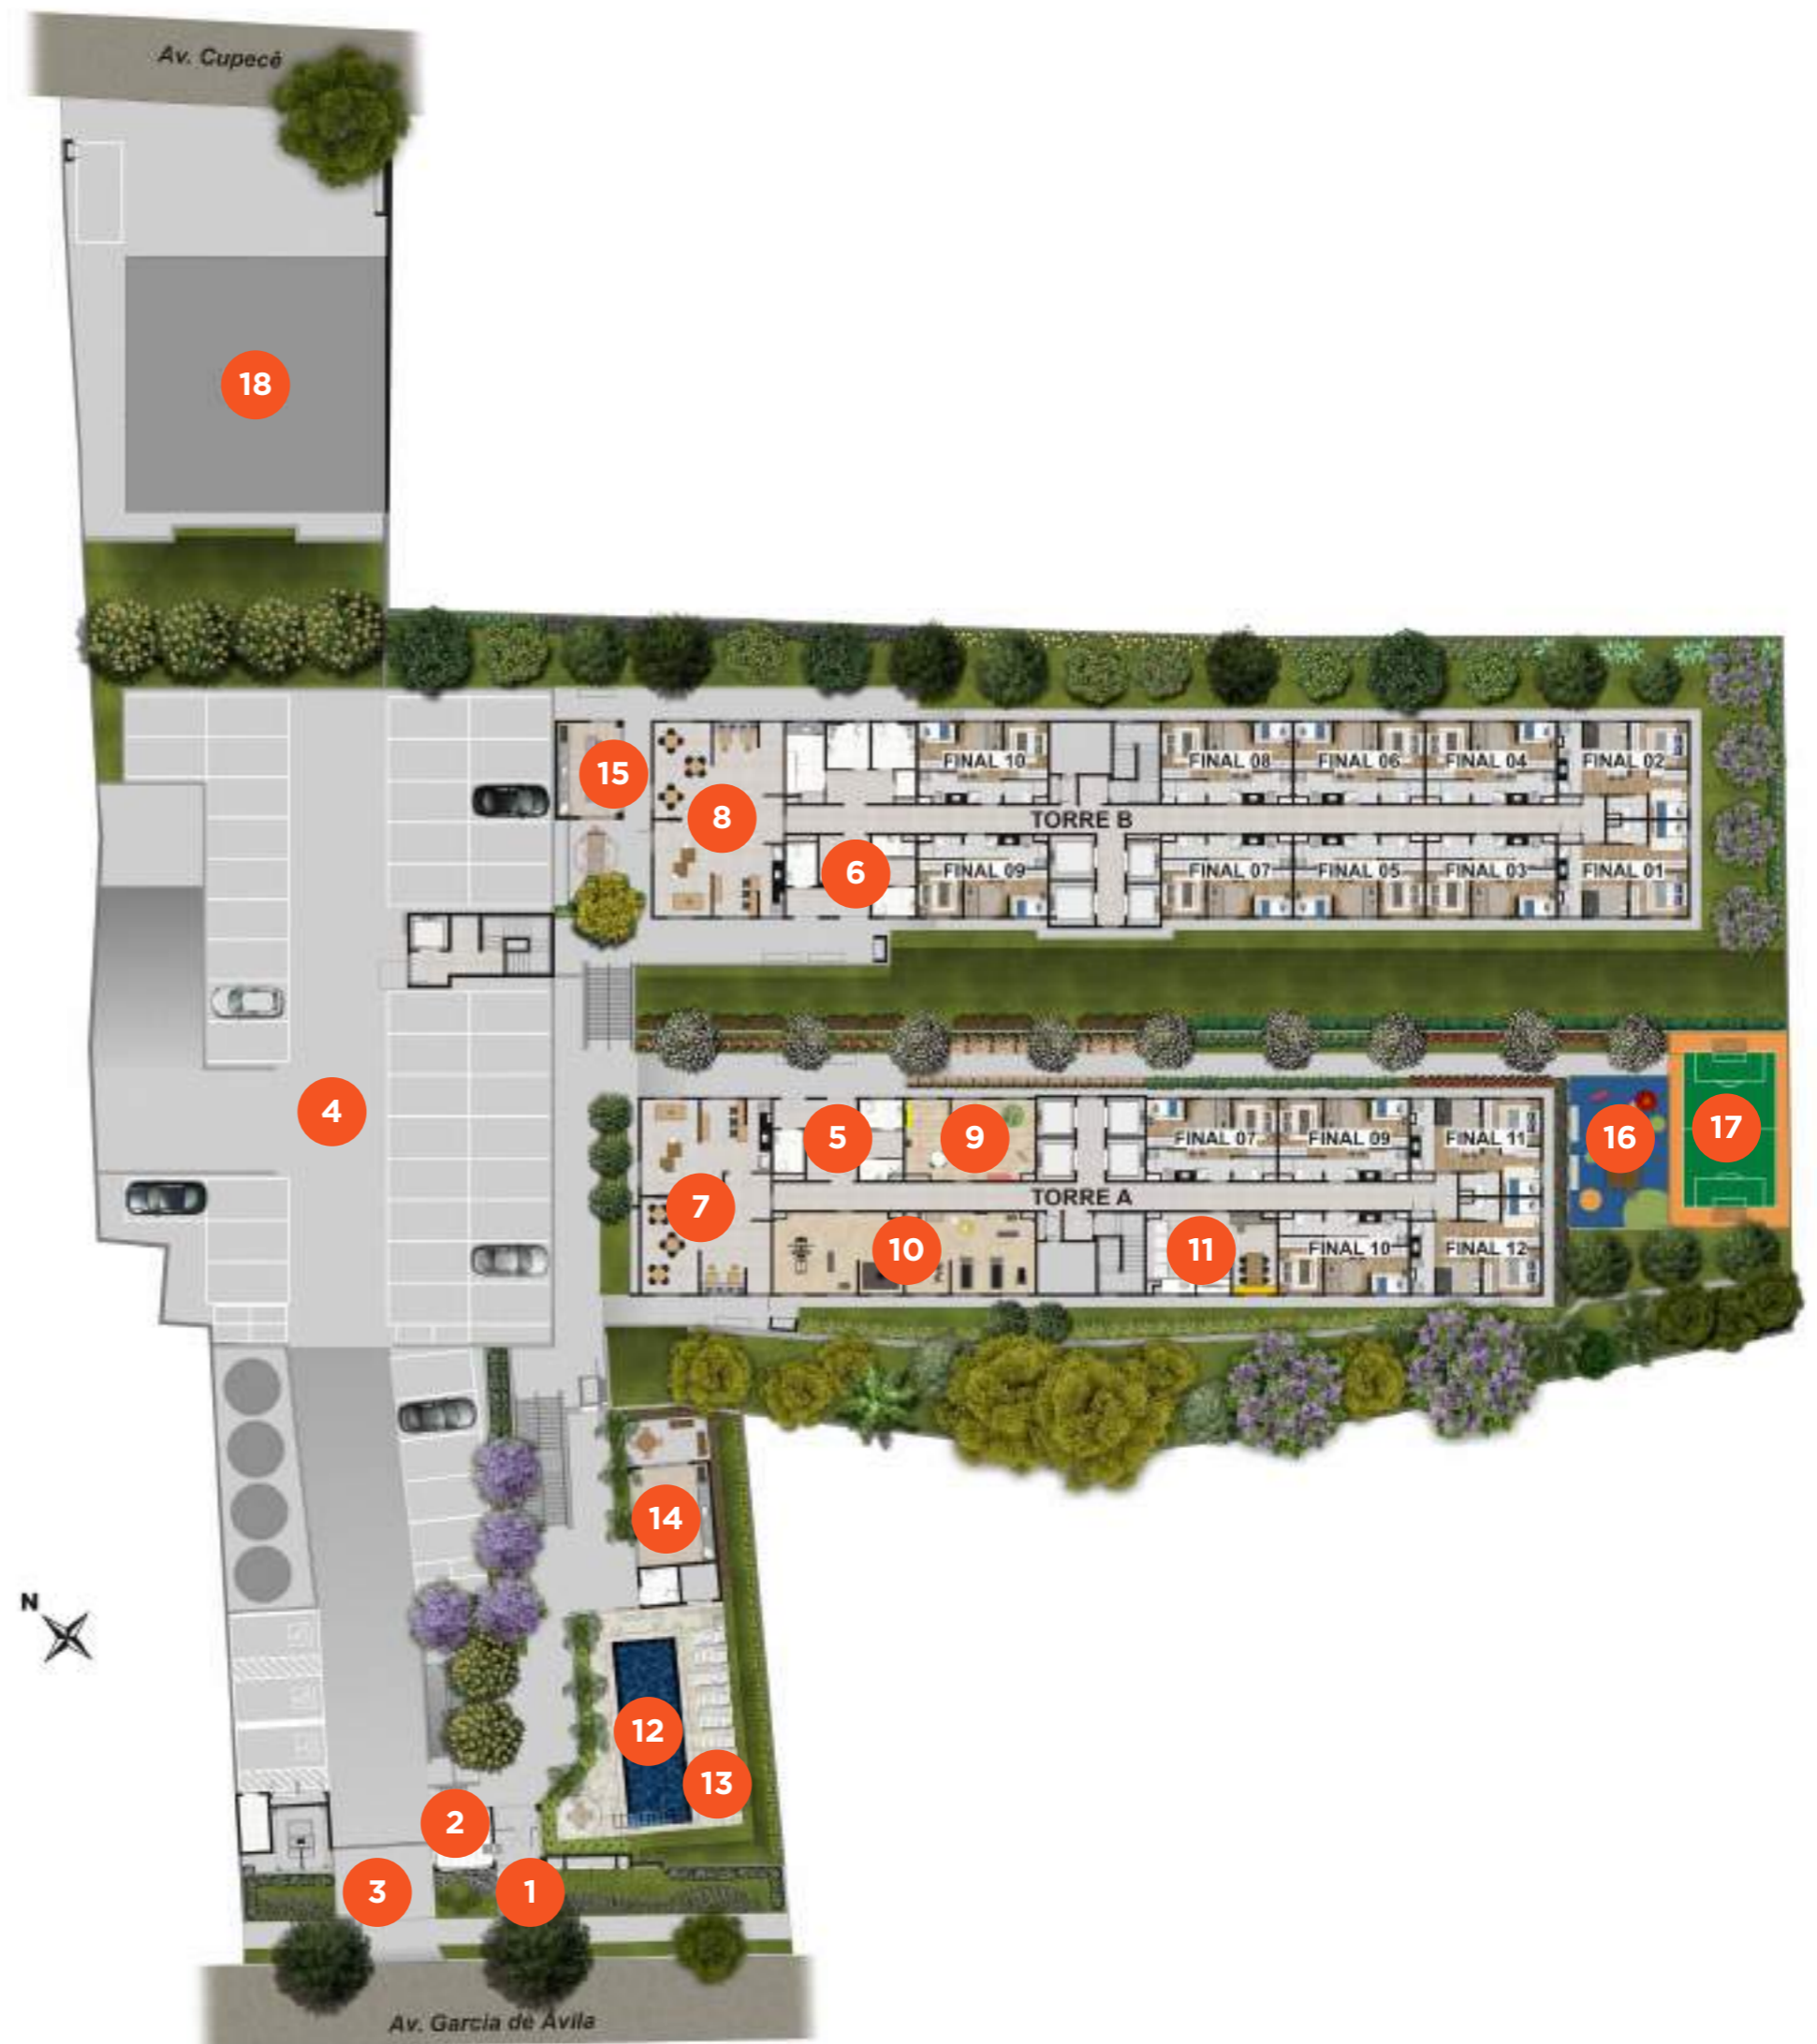 Av. Cupecê
18
15
8
6
FINAL 10
FINAL 08
FINAL 06
FINAL 04
FINAL 02
TORRE B
FINAL 09
FINAL 07
FINAL 05
FINAL 03
FINAL 01
4
5
9
FINAL 07
FINAL 09
FINAL 11
16
17
7
TORRE A
10
11
FINAL 10
FINAL 12
14
N
12
13
2
3
1
Av. Garcia de Ávila